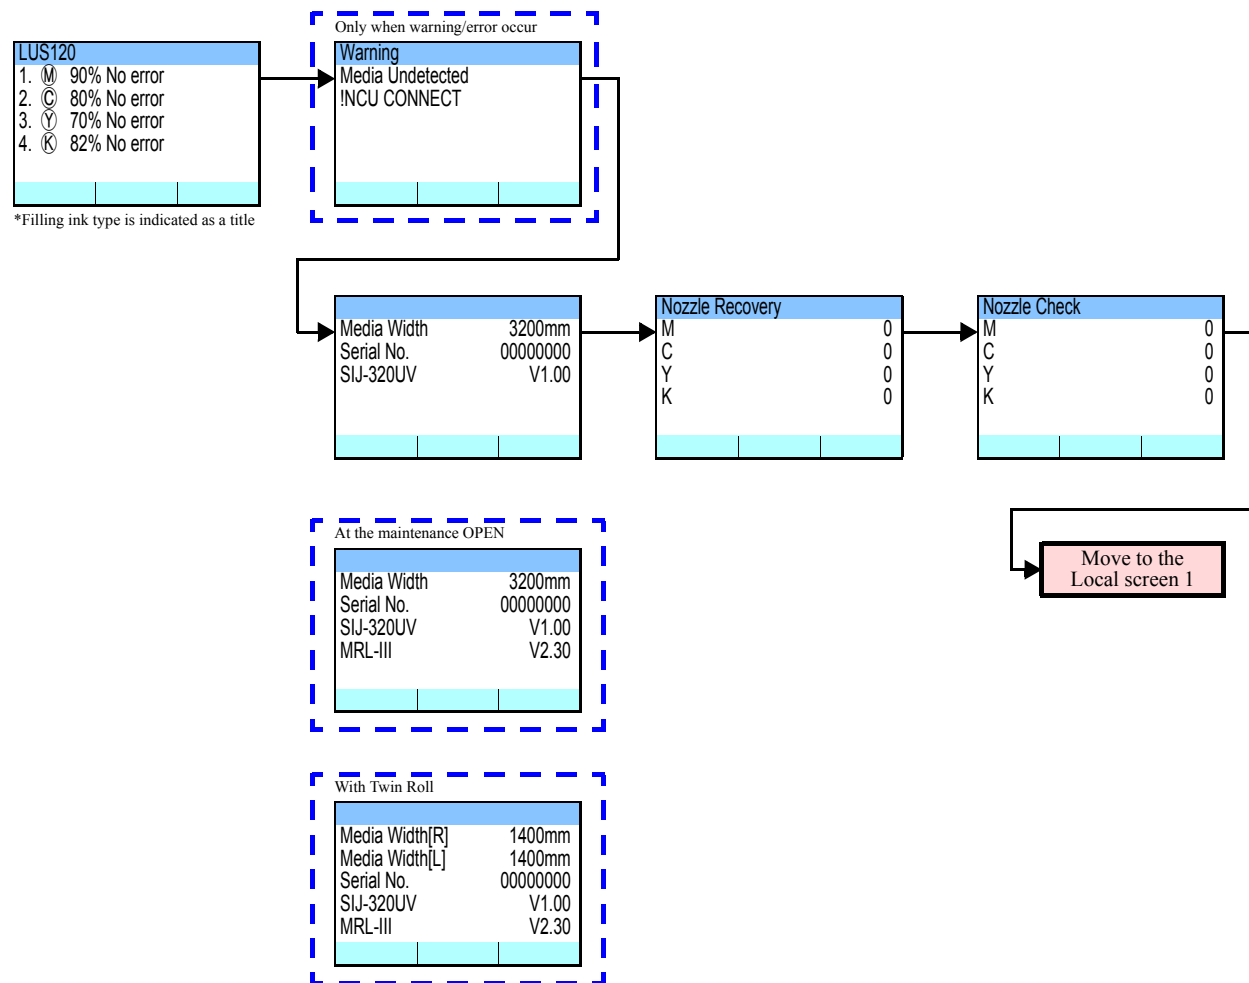 Only when warning/error occur
LUS120
1. Ⓜ 90% No error
2. Ⓒ 80% No error
3. Ⓨ 70% No error
4. Ⓚ 82% No error
*Filling ink type is indicated as a title
Warning
Media Undetected
!NCU CONNECT
Media Width 3200mm
Serial No. 00000000
SIJ-320UV V1.00
Nozzle Recovery
M 0
C 0
Y 0
K 0
Nozzle Check
M 0
C 0
Y 0
K 0
Move to the
Local screen 1
At the maintenance OPEN
Media Width 3200mm
Serial No. 00000000
SIJ-320UV V1.00
MRL-III V2.30
With Twin Roll
Media Width[R] 1400mm
Media Width[L] 1400mm
Serial No. 00000000
SIJ-320UV V1.00
MRL-III V2.30